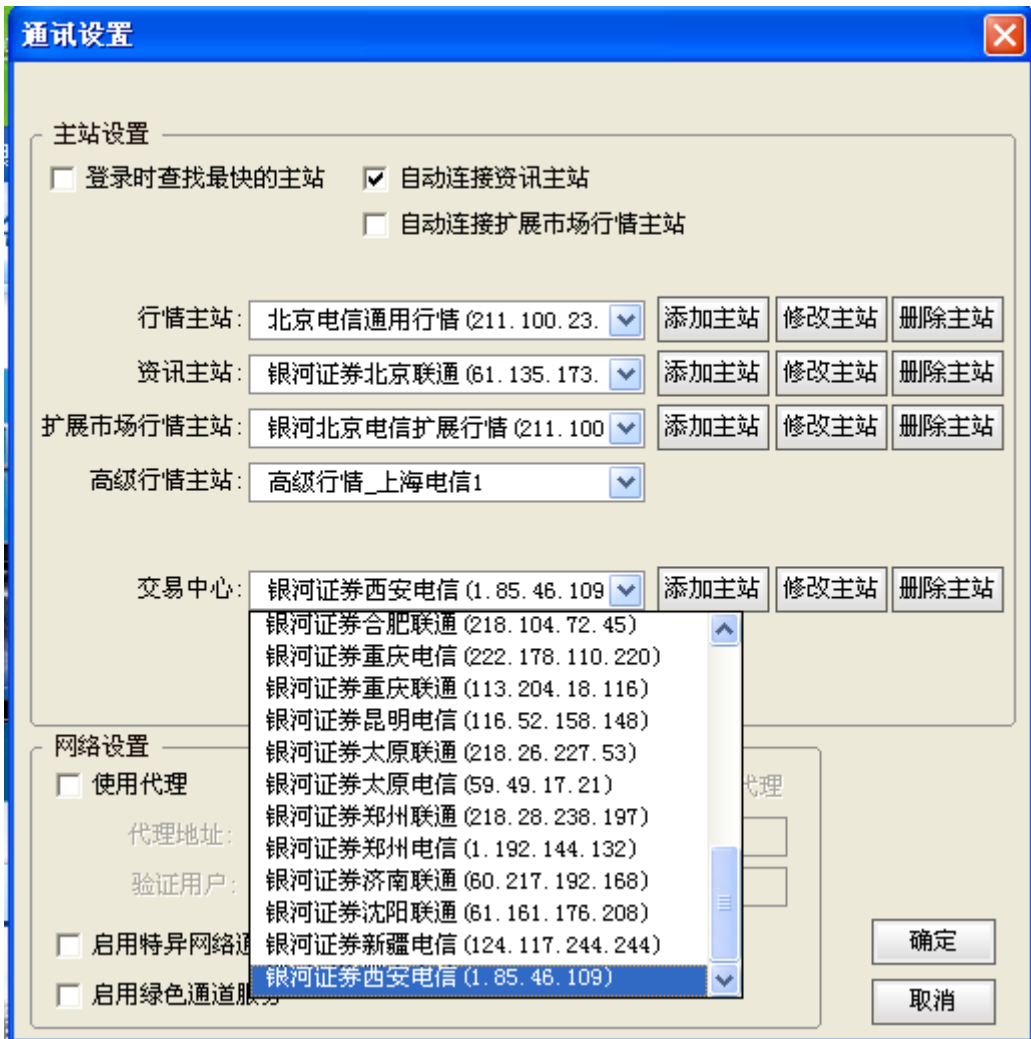 通讯设置
主站设置
登录时查找最快的主站
自动连接资讯主站
自动连接扩展市场行情主站
行情主站: 北京电信通用行情(211.100.23. 添加主站 修改主站 删除主站
资讯主站: 银河证券北京联通(61.135.173. 添加主站 修改主站 删除主站
扩展市场行情主站: 银河北京电信扩展行情(211.100 添加主站 修改主站 删除主站
高级行情主站: 高级行情_上海电信1
交易中心: 银河证券西安电信(1.85.46.109 添加主站 修改主站 删除主站
银河证券合肥联通(218.104.72.45)
银河证券重庆电信(222.178.110.220)
银河证券重庆联通(113.204.18.116)
银河证券昆明电信(116.52.158.148)
银河证券太原联通(218.26.227.53)
银河证券太原电信(59.49.17.21)
银河证券郑州联通(218.28.238.197)
银河证券郑州电信(1.192.144.132)
银河证券济南联通(60.217.192.168)
银河证券沈阳联通(61.161.176.208)
银河证券新疆电信(124.117.244.244)
银河证券西安电信(1.85.46.109)
网络设置
使用代理
代理
代理地址:
验证用户:
启用特异网络通
启用绿色通道服务
确定
取消